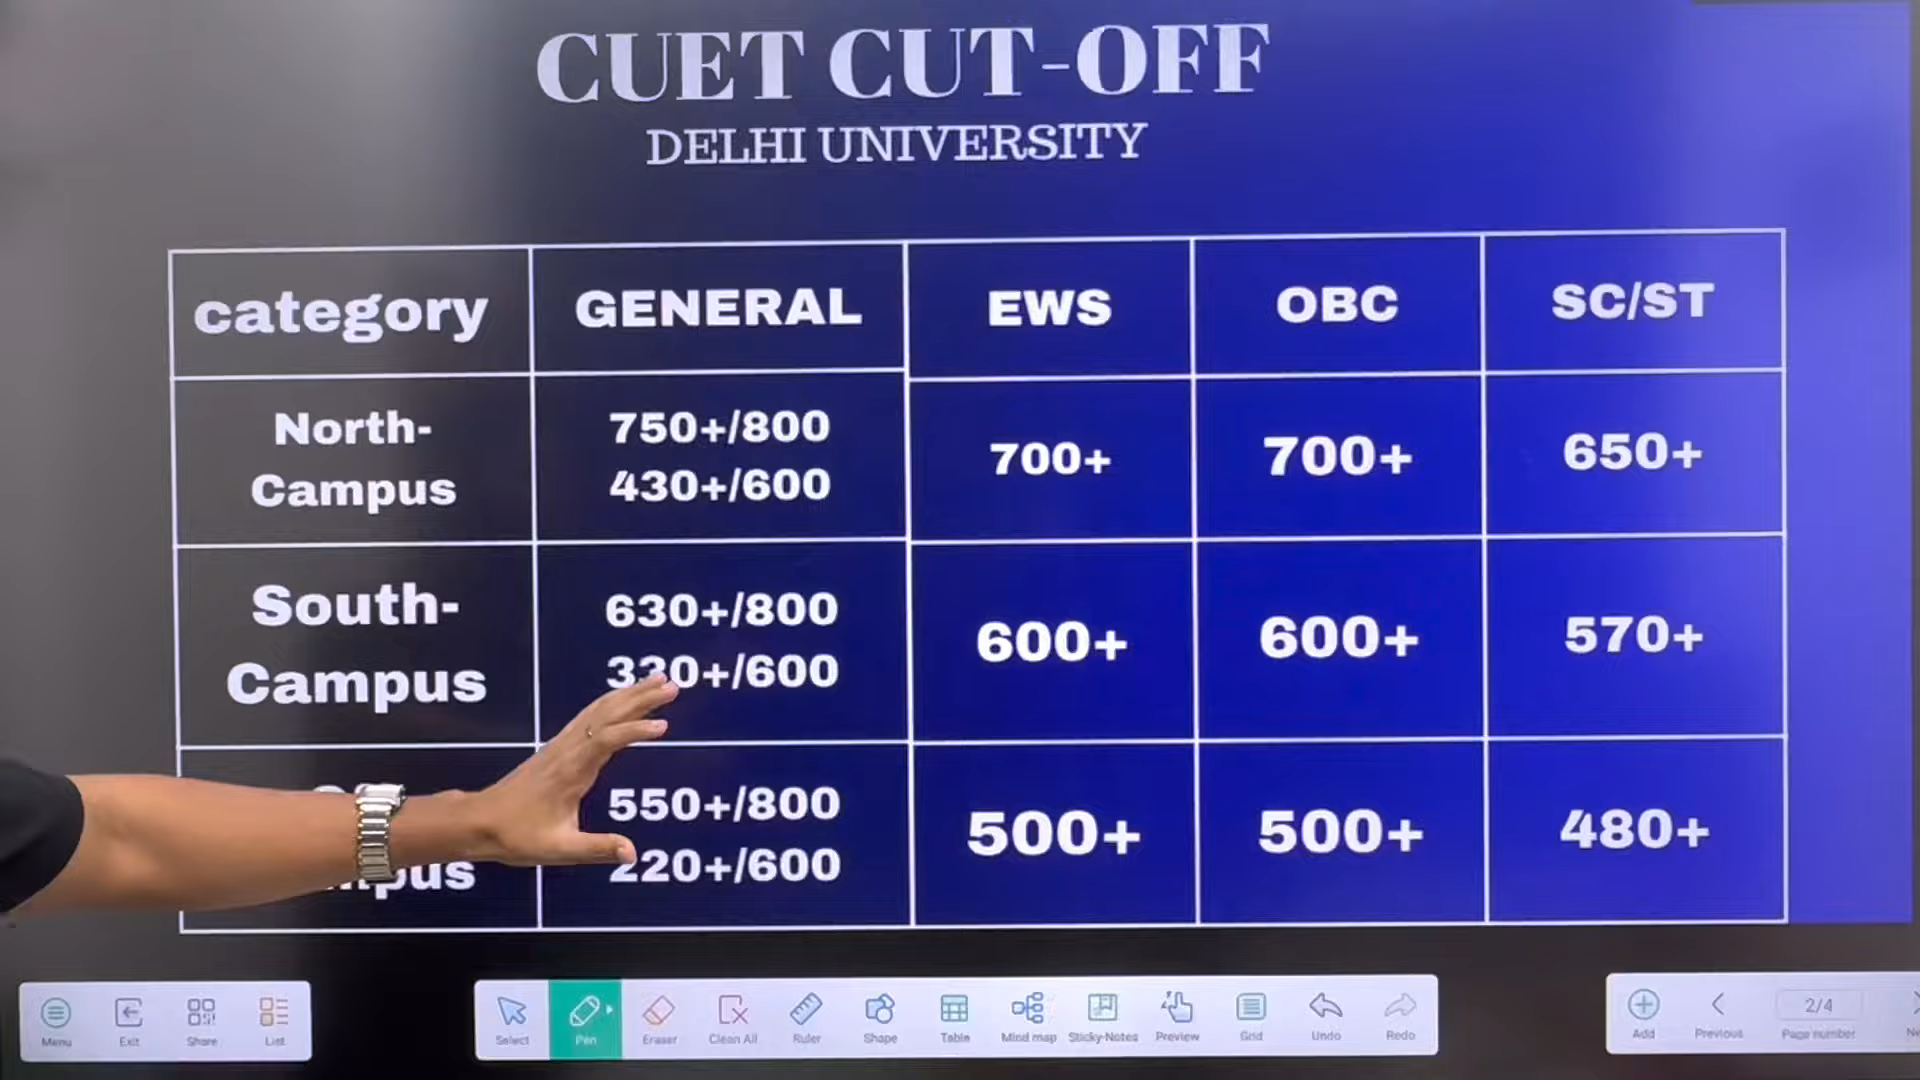 CUET CUT-OFF
DELHI UNIVERSITY
category GENERAL EWS OBC SC/ST
North-
Campus
750+/800
430+/600
700+ 700+ 650+
South-
Campus
630+/800
330+/600
600+ 600+ 570+
550+/800
220+/600
500+ 500+ 480+
Menu Exit Share List
Select Pen Eraser Clean All Ruler Shape Table Mind map Sticky-Notes Preview Grid Undo Redo
Add Previous 2/4 Page number